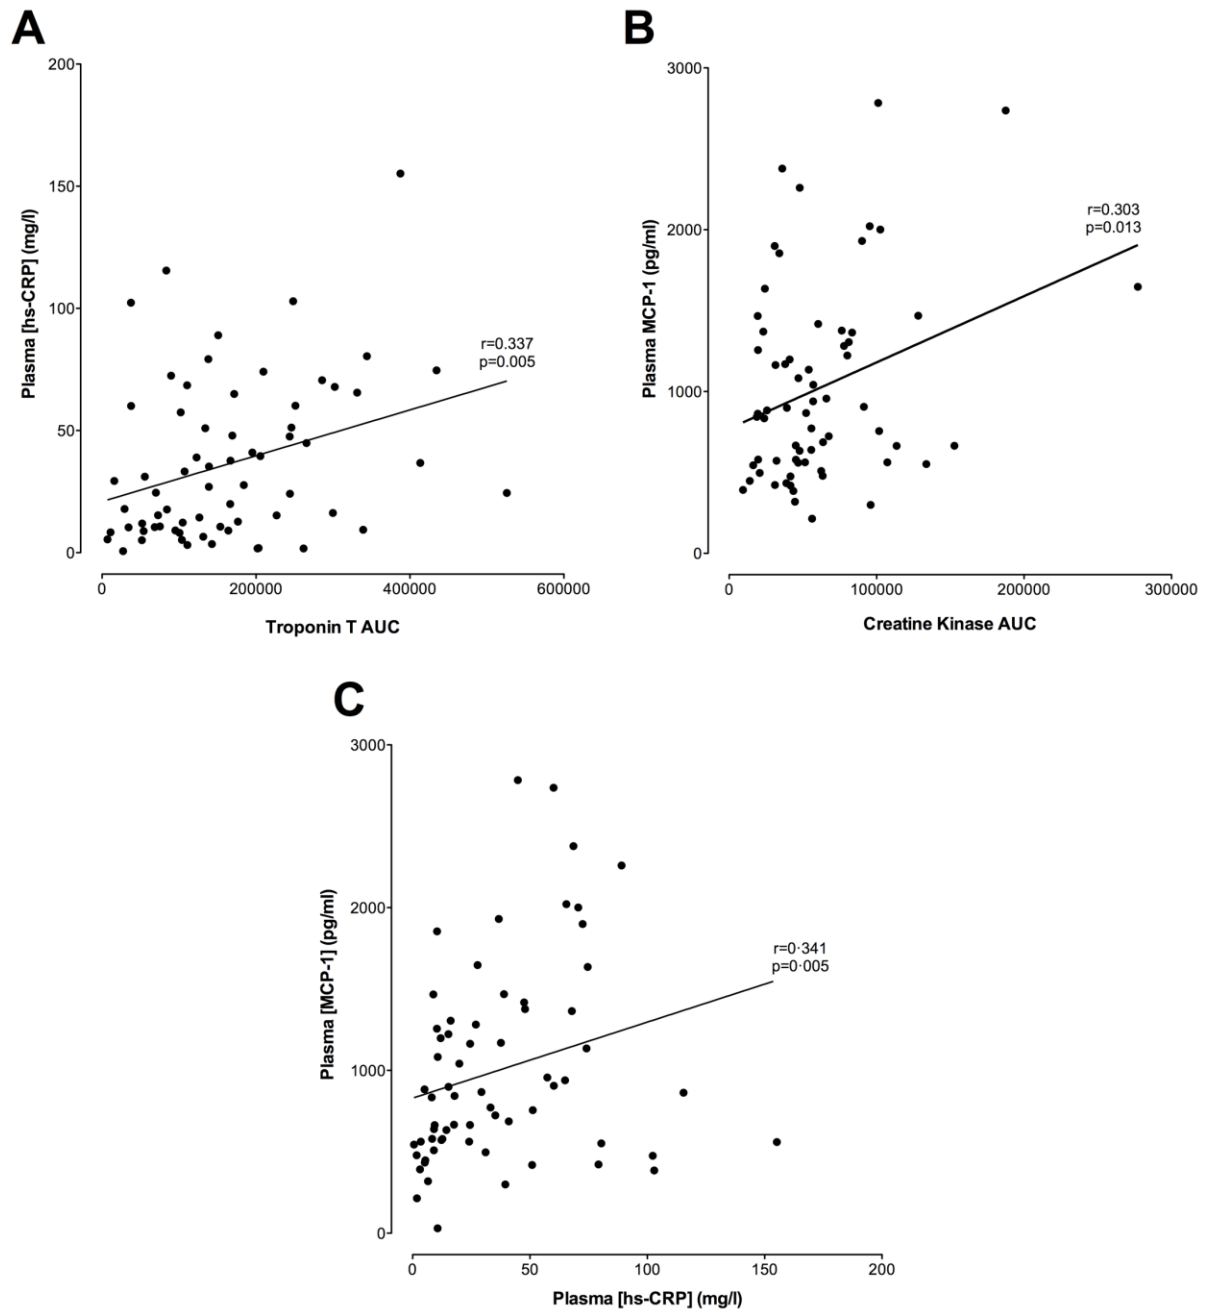 A
200
150
100
50
0
Plasma [hs-CRP] (mg/l)
r=0.337
p=0.005
0 200000 400000 600000
Troponin T AUC
B
3000
2000
1000
0
Plasma MCP-1 (pg/ml)
r=0.303
p=0.013
0 100000 200000 300000
Creatine Kinase AUC
C
3000
2000
1000
0
Plasma [MCP-1] (pg/ml)
r=0·341
p=0·005
0 50 100 150 200
Plasma [hs-CRP] (mg/l)